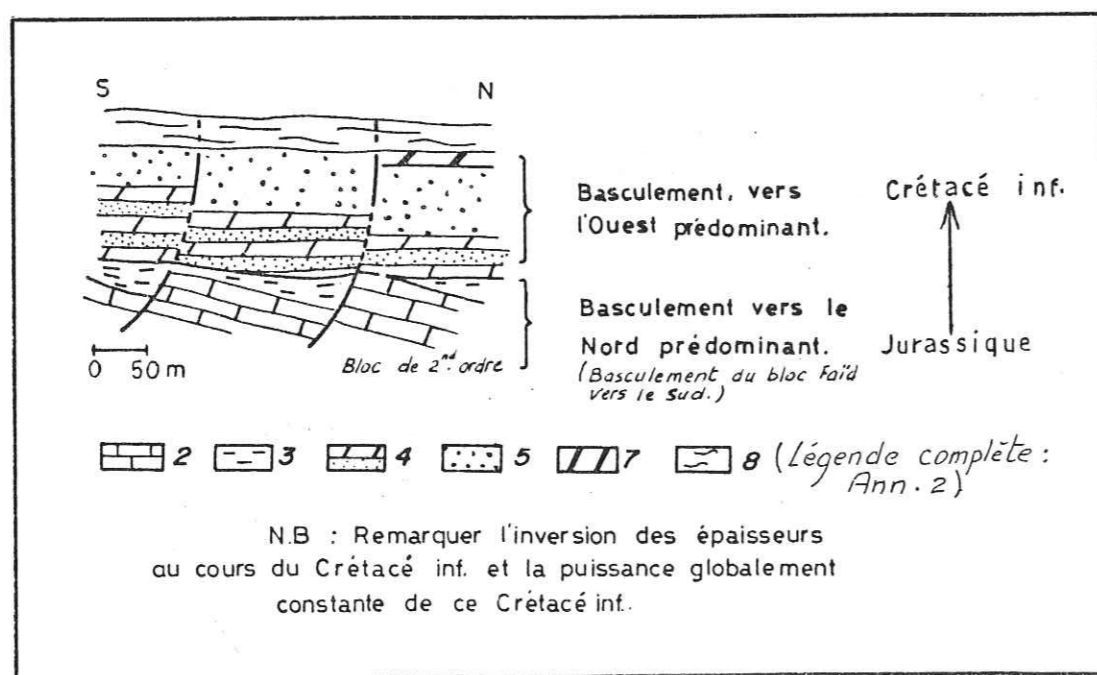 S N
Basculement, vers
l'Ouest prédominant.
Crétacé inf.
Basculement vers le
Nord prédominant.
(Basculement du bloc Faïd
vers le Sud.)
Jurassique
0 50 m
Bloc de 2nd. ordre
2 3 4 5 7 8 (Légende complète :
Ann. 2)
N.B : Remarquer l'inversion des épaisseurs
au cours du Crétacé inf. et la puissance globalement
constante de ce Crétacé inf..